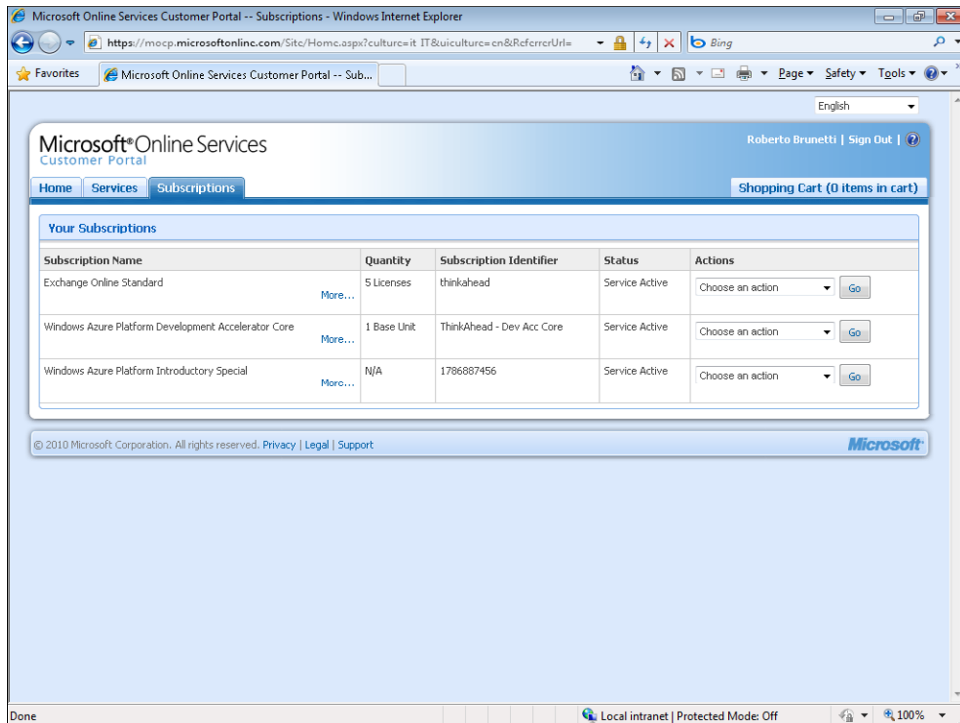 Microsoft Online Services Customer Portal -- Subscriptions - Windows Internet Explorer
https://mocp.microsoftonline.com/Site/Home.aspx?culture=it-IT&uiculture=en&ReferrerUrl=
Bing
Favorites
Microsoft Online Services Customer Portal -- Sub...
Page
Safety
Tools
English
Microsoft® Online Services
Customer Portal
Roberto Brunetti | Sign Out |
Home
Services
Subscriptions
Shopping Cart (0 items in cart)
Your Subscriptions
Subscription Name Quantity Subscription Identifier Status Actions
Exchange Online Standard 5 Licenses thinkahead Service Active Choose an action Go
More...
Windows Azure Platform Development Accelerator Core 1 Base Unit ThinkAhead - Dev Acc Core Service Active Choose an action Go
More...
Windows Azure Platform Introductory Special N/A 1786887456 Service Active Choose an action Go
More...
© 2010 Microsoft Corporation. All rights reserved. Privacy | Legal | Support
Microsoft
Done
Local intranet | Protected Mode: Off
100%